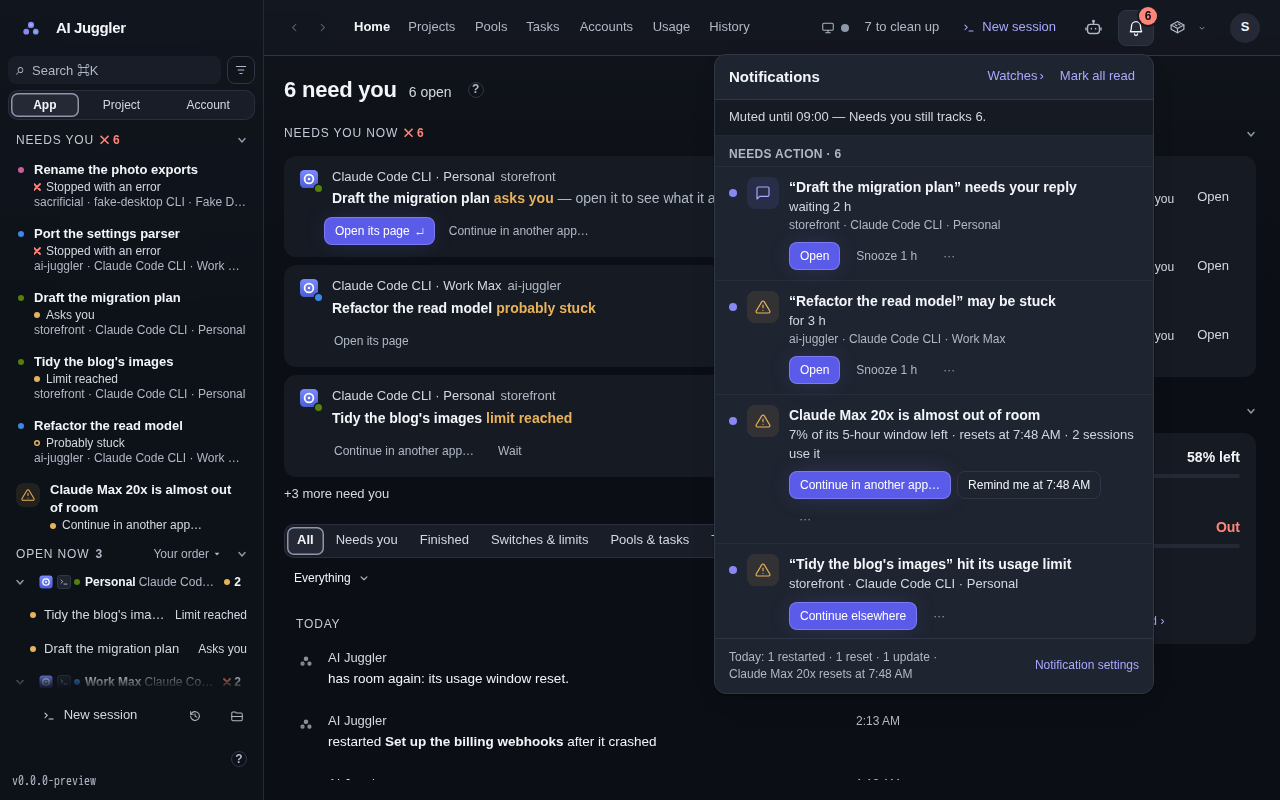 AI Juggler
Search ⌘K
App Project Account
NEEDS YOU 6
Rename the photo exports
Stopped with an error
sacrificial · fake-desktop CLI · Fake D…
Port the settings parser
Stopped with an error
ai-juggler · Claude Code CLI · Work …
Draft the migration plan
Asks you
storefront · Claude Code CLI · Personal
Tidy the blog's images
Limit reached
storefront · Claude Code CLI · Personal
Refactor the read model
Probably stuck
ai-juggler · Claude Code CLI · Work …
Claude Max 20x is almost out of room
Continue in another app…
OPEN NOW 3 Your order
Personal Claude Cod… 2
Tidy the blog's ima… Limit reached
Draft the migration plan Asks you
Work Max Claude Co… 2
New session
?
v0.0.0-preview
Home Projects Pools Tasks Accounts Usage History
7 to clean up
New session
6
S
6 need you 6 open ?
NEEDS YOU NOW 6
Claude Code CLI · Personal storefront
Draft the migration plan asks you — open it to see what it a
Open its page Continue in another app…
Claude Code CLI · Work Max ai-juggler
Refactor the read model probably stuck
Open its page
Claude Code CLI · Personal storefront
Tidy the blog's images limit reached
Continue in another app… Wait
+3 more need you
All Needs you Finished Switches & limits Pools & tasks
Everything
TODAY
AI Juggler
has room again: its usage window reset.
AI Juggler 2:13 AM
restarted Set up the billing webhooks after it crashed
Notifications Watches › Mark all read
Muted until 09:00 — Needs you still tracks 6.
NEEDS ACTION · 6
“Draft the migration plan” needs your reply
waiting 2 h
storefront · Claude Code CLI · Personal
Open Snooze 1 h ···
“Refactor the read model” may be stuck
for 3 h
ai-juggler · Claude Code CLI · Work Max
Open Snooze 1 h ···
Claude Max 20x is almost out of room
7% of its 5-hour window left · resets at 7:48 AM · 2 sessions
use it
Continue in another app… Remind me at 7:48 AM
···
“Tidy the blog's images” hit its usage limit
storefront · Claude Code CLI · Personal
Continue elsewhere ···
Today: 1 restarted · 1 reset · 1 update ·
Claude Max 20x resets at 7:48 AM
Notification settings
you Open
you Open
you Open
58% left
Out